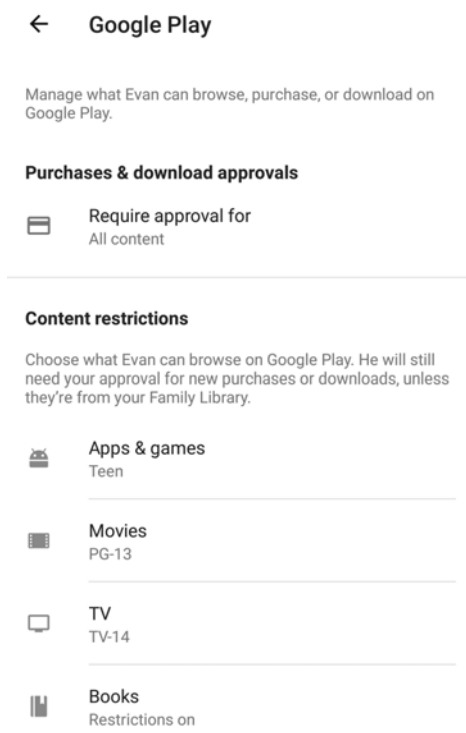 Google Play
Manage what Evan can browse, purchase, or download on
Google Play.
Purchases & download approvals
Require approval for
All content
Content restrictions
Choose what Evan can browse on Google Play. He will still
need your approval for new purchases or downloads, unless
they're from your Family Library.
Apps & games
Teen
Movies
PG-13
TV
TV-14
Books
Restrictions on